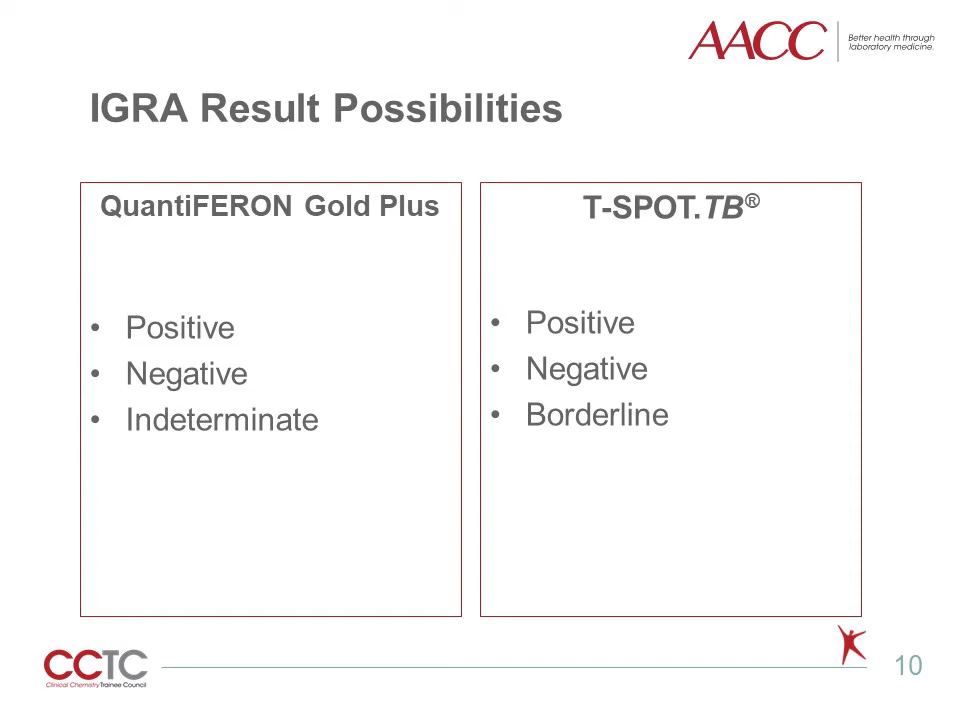 AACC
Better health through
laboratory medicine.
IGRA Result Possibilities
QuantiFERON Gold Plus
• Positive
• Negative
• Indeterminate
T-SPOT.TB®
• Positive
• Negative
• Borderline
CCTC
Clinical Chemistry Trainee Council
10